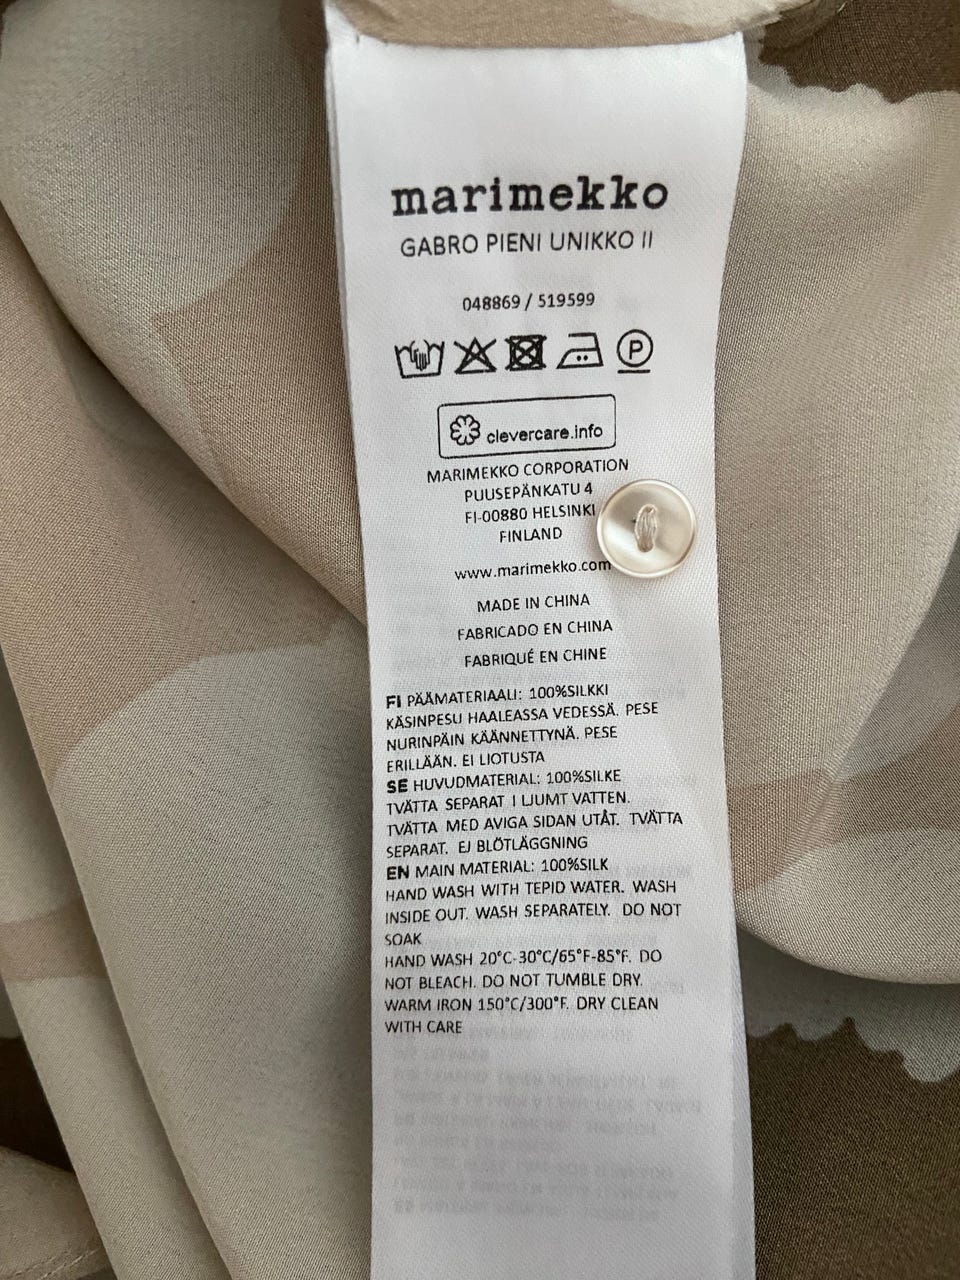 marimekko
GABRO PIENI UNIKKO II
048869 / 519599
P
clevercare.info
MARIMEKKO CORPORATION
PUUSEPÄNKATU 4
FI-00880 HELSINKI
FINLAND
www.marimekko.com
MADE IN CHINA
FABRICADO EN CHINA
FABRIQUÉ EN CHINE
FI PÄÄMATERIAALI: 100%SILKKI
KÄSINPESU HAALEASSA VEDESSÄ. PESE
NURINPÄIN KÄÄNNETTYNÄ. PESE
ERILLÄÄN. EI LIOTUSTA
SE HUVUDMATERIAL: 100%SILKE
TVÄTTA SEPARAT I LJUMT VATTEN.
TVÄTTA MED AVIGA SIDAN UTÅT. TVÄTTA
SEPARAT. EJ BLÖTLÄGGNING
EN MAIN MATERIAL: 100%SILK
HAND WASH WITH TEPID WATER. WASH
INSIDE OUT. WASH SEPARATELY. DO NOT
SOAK
HAND WASH 20°C-30°C/65°F-85°F. DO
NOT BLEACH. DO NOT TUMBLE DRY.
WARM IRON 150°C/300°F. DRY CLEAN
WITH CARE